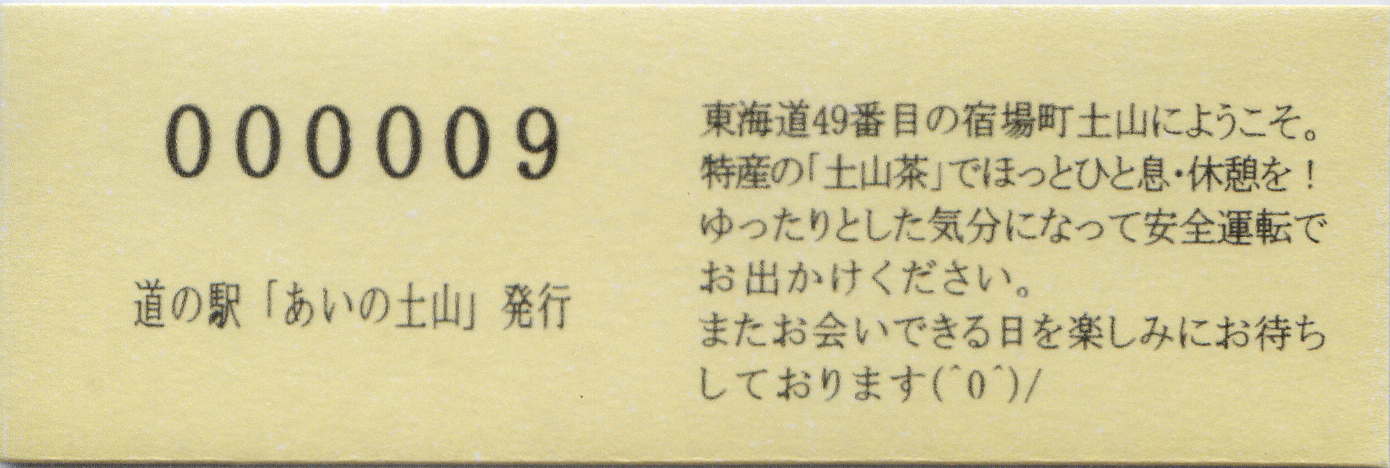 000009
道の駅「あいの土山」発行
東海道49番目の宿場町土山にようこそ。
特産の「土山茶」でほっとひと息・休憩を！
ゆったりとした気分になって安全運転で
お出かけください。
またお会いできる日を楽しみにお待ち
しております(^0^)/